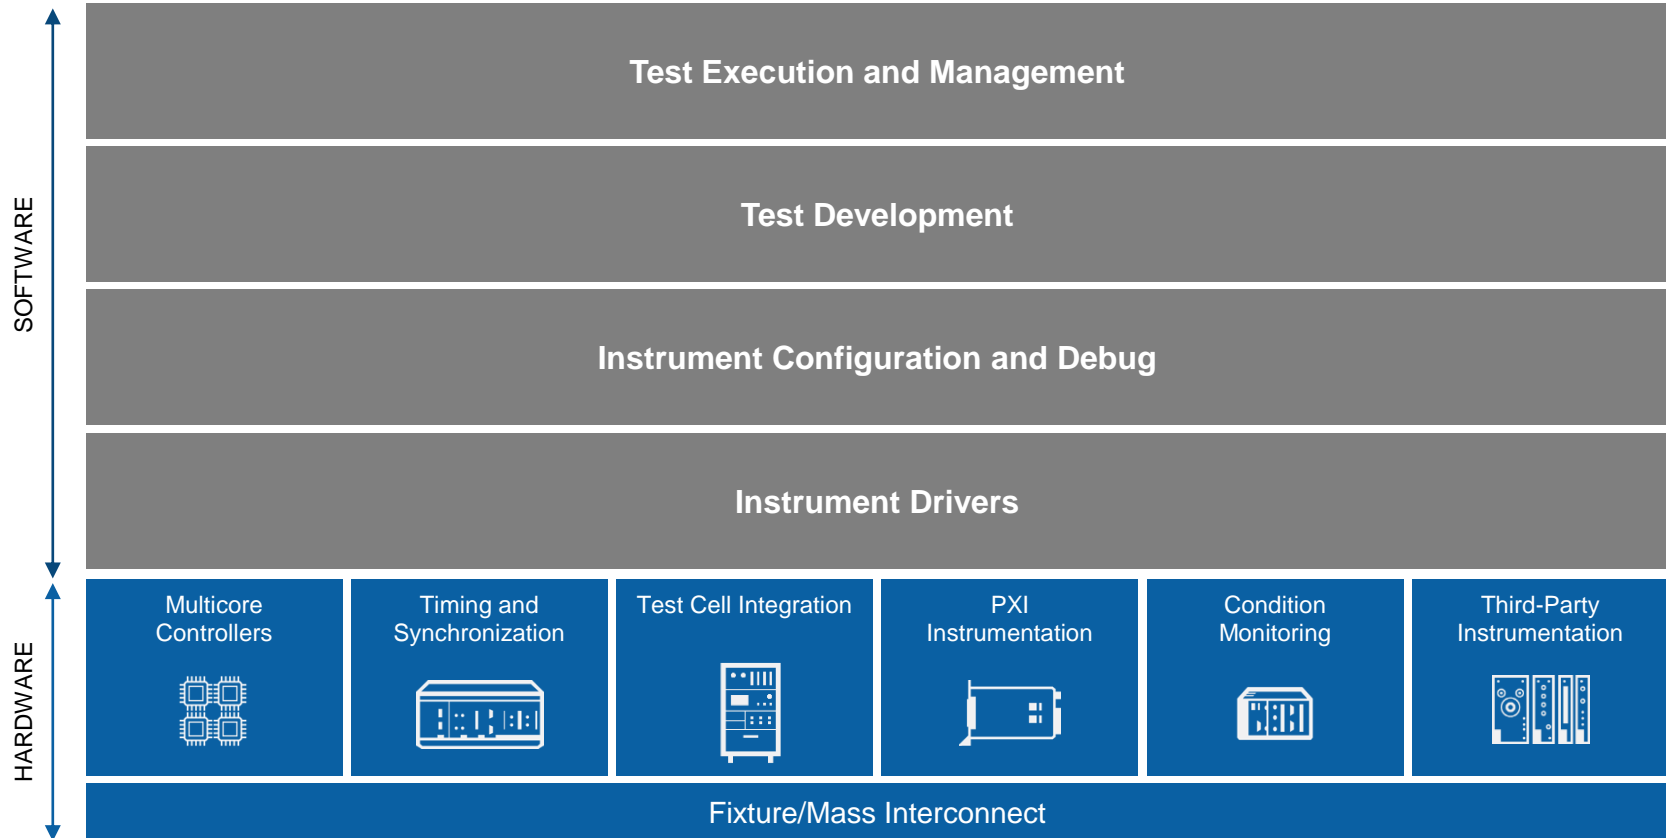 SOFTWARE
Test Execution and Management
Test Development
Instrument Configuration and Debug
Instrument Drivers
HARDWARE
Multicore
Controllers
Timing and
Synchronization
Test Cell Integration
PXI
Instrumentation
Condition
Monitoring
Third-Party
Instrumentation
Fixture/Mass Interconnect